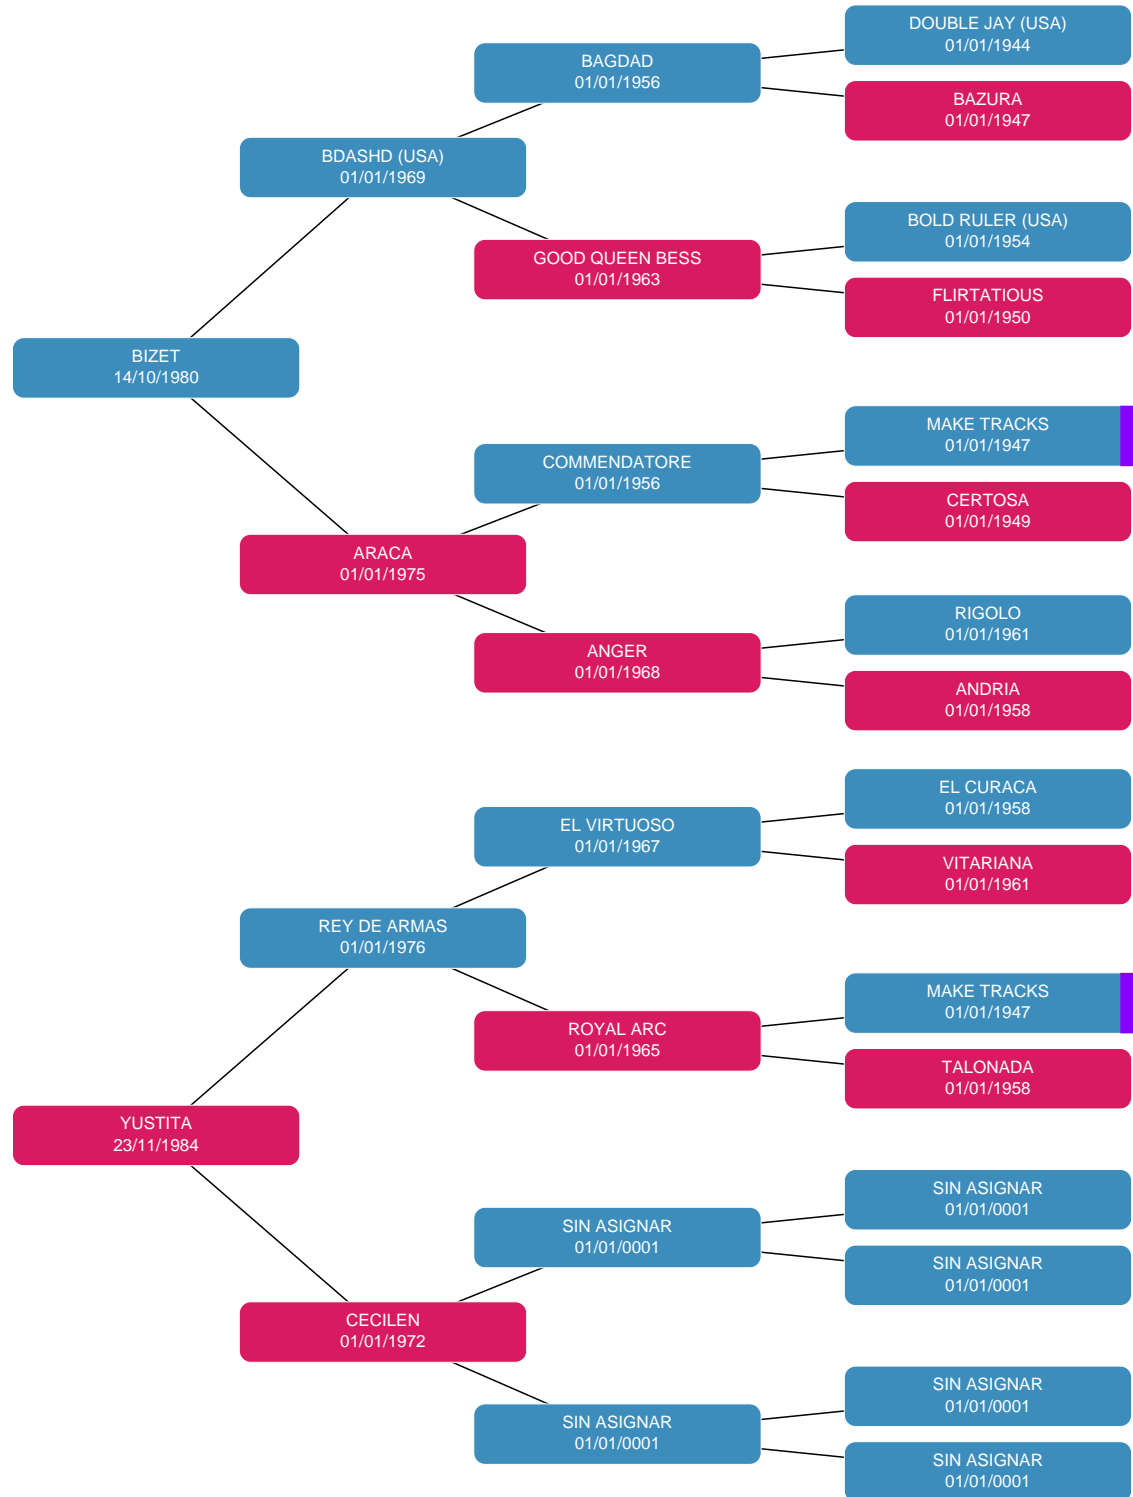 DOUBLE JAY (USA)
01/01/1944
BAGDAD
01/01/1956
BAZURA
01/01/1947
BDASHD (USA)
01/01/1969
BOLD RULER (USA)
01/01/1954
GOOD QUEEN BESS
01/01/1963
FLIRTATIOUS
01/01/1950
BIZET
14/10/1980
MAKE TRACKS
01/01/1947
COMMENDATORE
01/01/1956
CERTOSA
01/01/1949
ARACA
01/01/1975
RIGOLO
01/01/1961
ANGER
01/01/1968
ANDRIA
01/01/1958
EL CURACA
01/01/1958
EL VIRTUOSO
01/01/1967
VITARIANA
01/01/1961
REY DE ARMAS
01/01/1976
MAKE TRACKS
01/01/1947
ROYAL ARC
01/01/1965
TALONADA
01/01/1958
YUSTITA
23/11/1984
SIN ASIGNAR
01/01/0001
SIN ASIGNAR
01/01/0001
SIN ASIGNAR
01/01/0001
CECILEN
01/01/1972
SIN ASIGNAR
01/01/0001
SIN ASIGNAR
01/01/0001
SIN ASIGNAR
01/01/0001